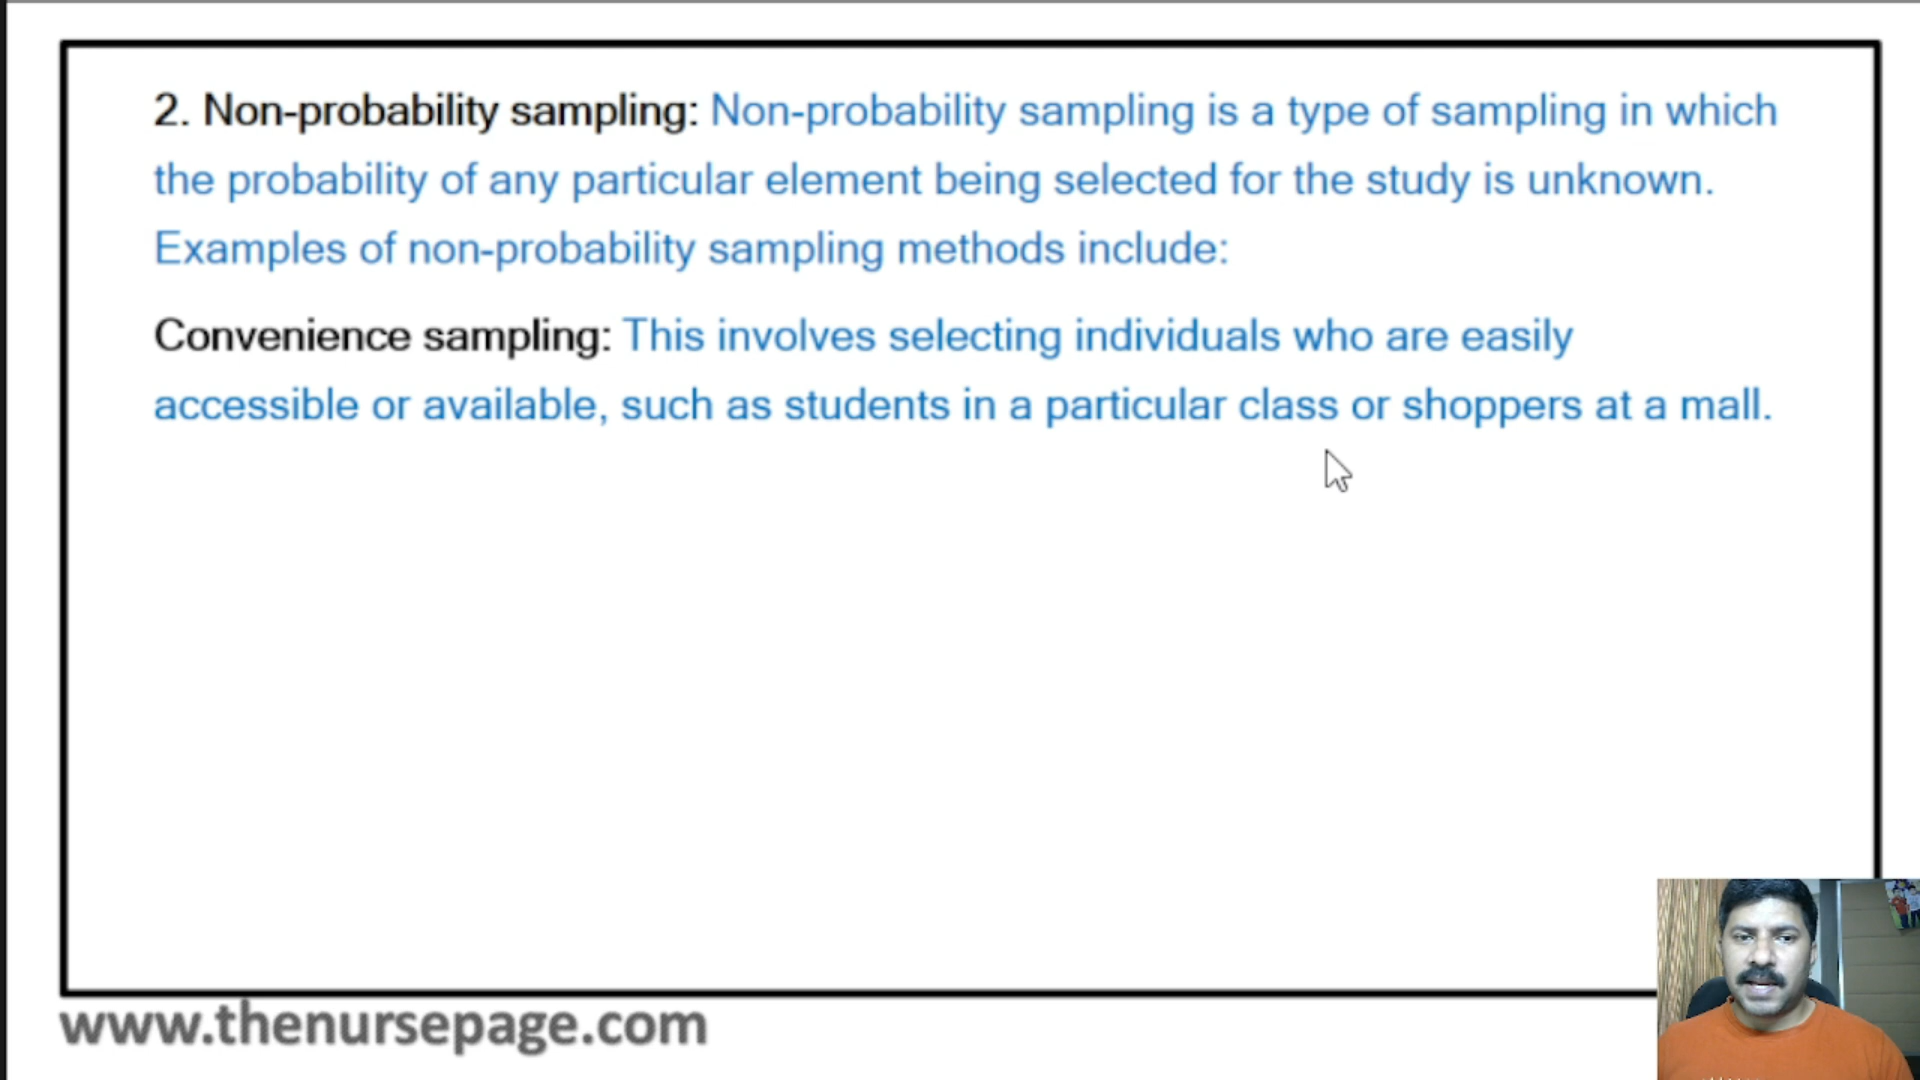 2. Non-probability sampling: Non-probability sampling is a type of sampling in which
the probability of any particular element being selected for the study is unknown.
Examples of non-probability sampling methods include:
Convenience sampling: This involves selecting individuals who are easily
accessible or available, such as students in a particular class or shoppers at a mall.
www.thenursepage.com